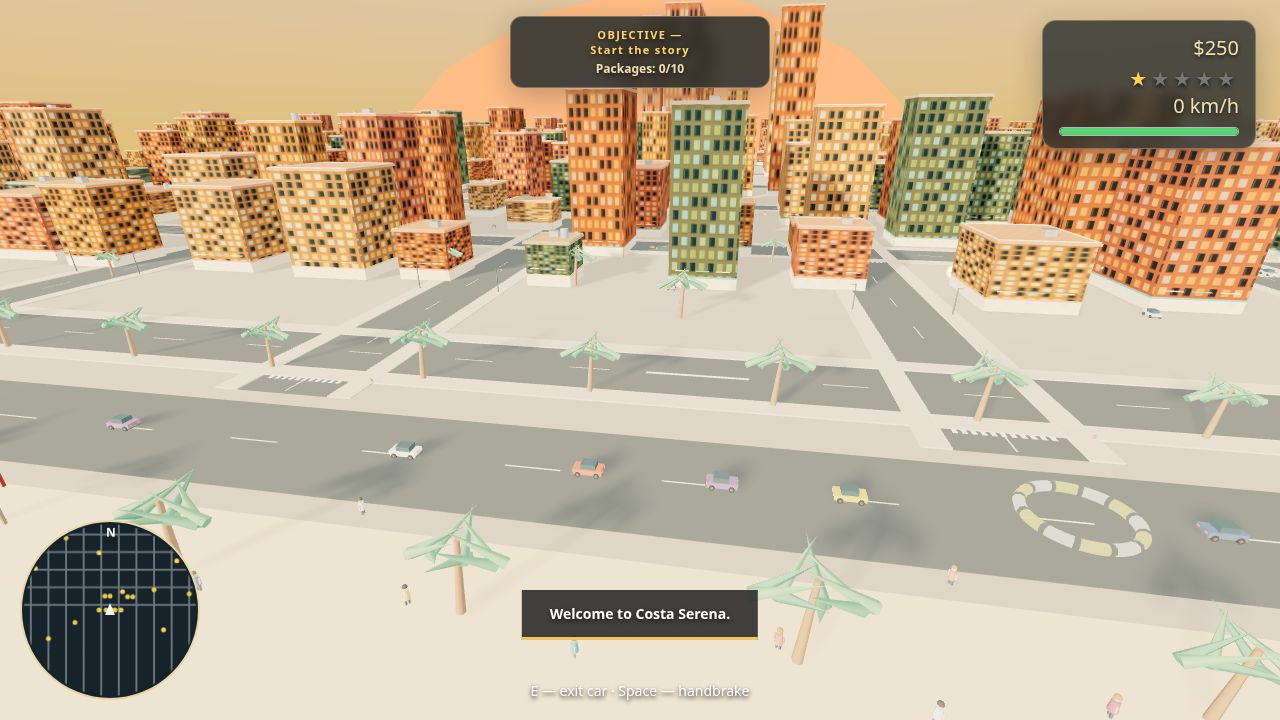 OBJECTIVE —
Start the story
Packages: 0/10
$250
0 km/h
N
Welcome to Costa Serena.
E — exit car · Space — handbrake